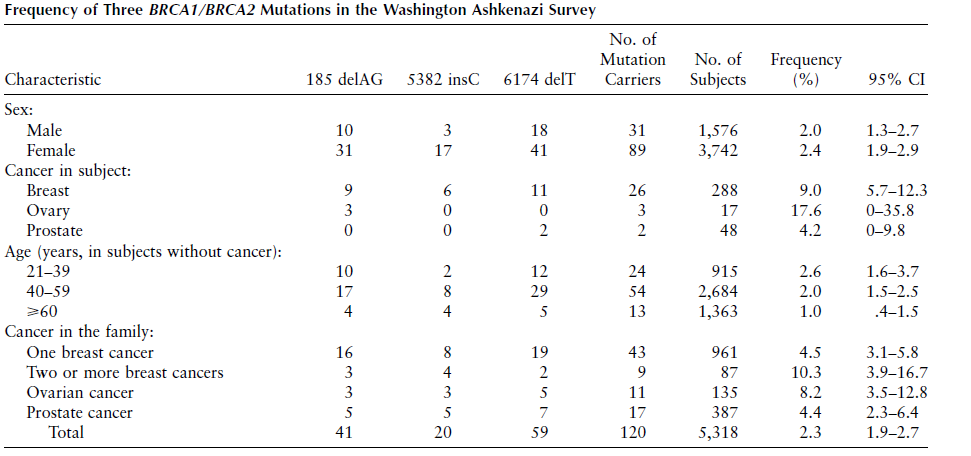 Frequency of Three BRCA1/BRCA2 Mutations in the Washington Ashkenazi Survey
No. of
Mutation No. of Frequency
Characteristic 185 delAG 5382 insC 6174 delT Carriers Subjects (%) 95% CI
Sex:
Male 10 3 18 31 1,576 2.0 1.3–2.7
Female 31 17 41 89 3,742 2.4 1.9–2.9
Cancer in subject:
Breast 9 6 11 26 288 9.0 5.7–12.3
Ovary 3 0 0 3 17 17.6 0–35.8
Prostate 0 0 2 2 48 4.2 0–9.8
Age (years, in subjects without cancer):
21–39 10 2 12 24 915 2.6 1.6–3.7
40–59 17 8 29 54 2,684 2.0 1.5–2.5
⩾60 4 4 5 13 1,363 1.0 .4–1.5
Cancer in the family:
One breast cancer 16 8 19 43 961 4.5 3.1–5.8
Two or more breast cancers 3 4 2 9 87 10.3 3.9–16.7
Ovarian cancer 3 3 5 11 135 8.2 3.5–12.8
Prostate cancer 5 5 7 17 387 4.4 2.3–6.4
Total 41 20 59 120 5,318 2.3 1.9–2.7